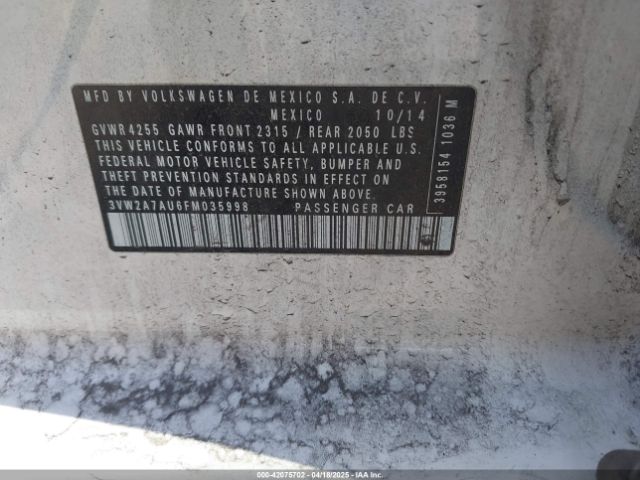 MFD BY VOLKSWAGEN DE MEXICO S.A. DE C.V.
MEXICO 10/14
GVWR 4255 GAWR FRONT 2315 / REAR 2050 LBS
THIS VEHICLE CONFORMS TO ALL APPLICABLE U.S.
FEDERAL MOTOR VEHICLE SAFETY, BUMPER AND
THEFT PREVENTION STANDARDS IN EFFECT ON
THE DATE OF MANUFACTURE SHOWN ABOVE
3VW2A7AU6FM035998 PASSENGER CAR
3958154 1036 M
000-42075702 - 04/18/2025 - IAAI.COM